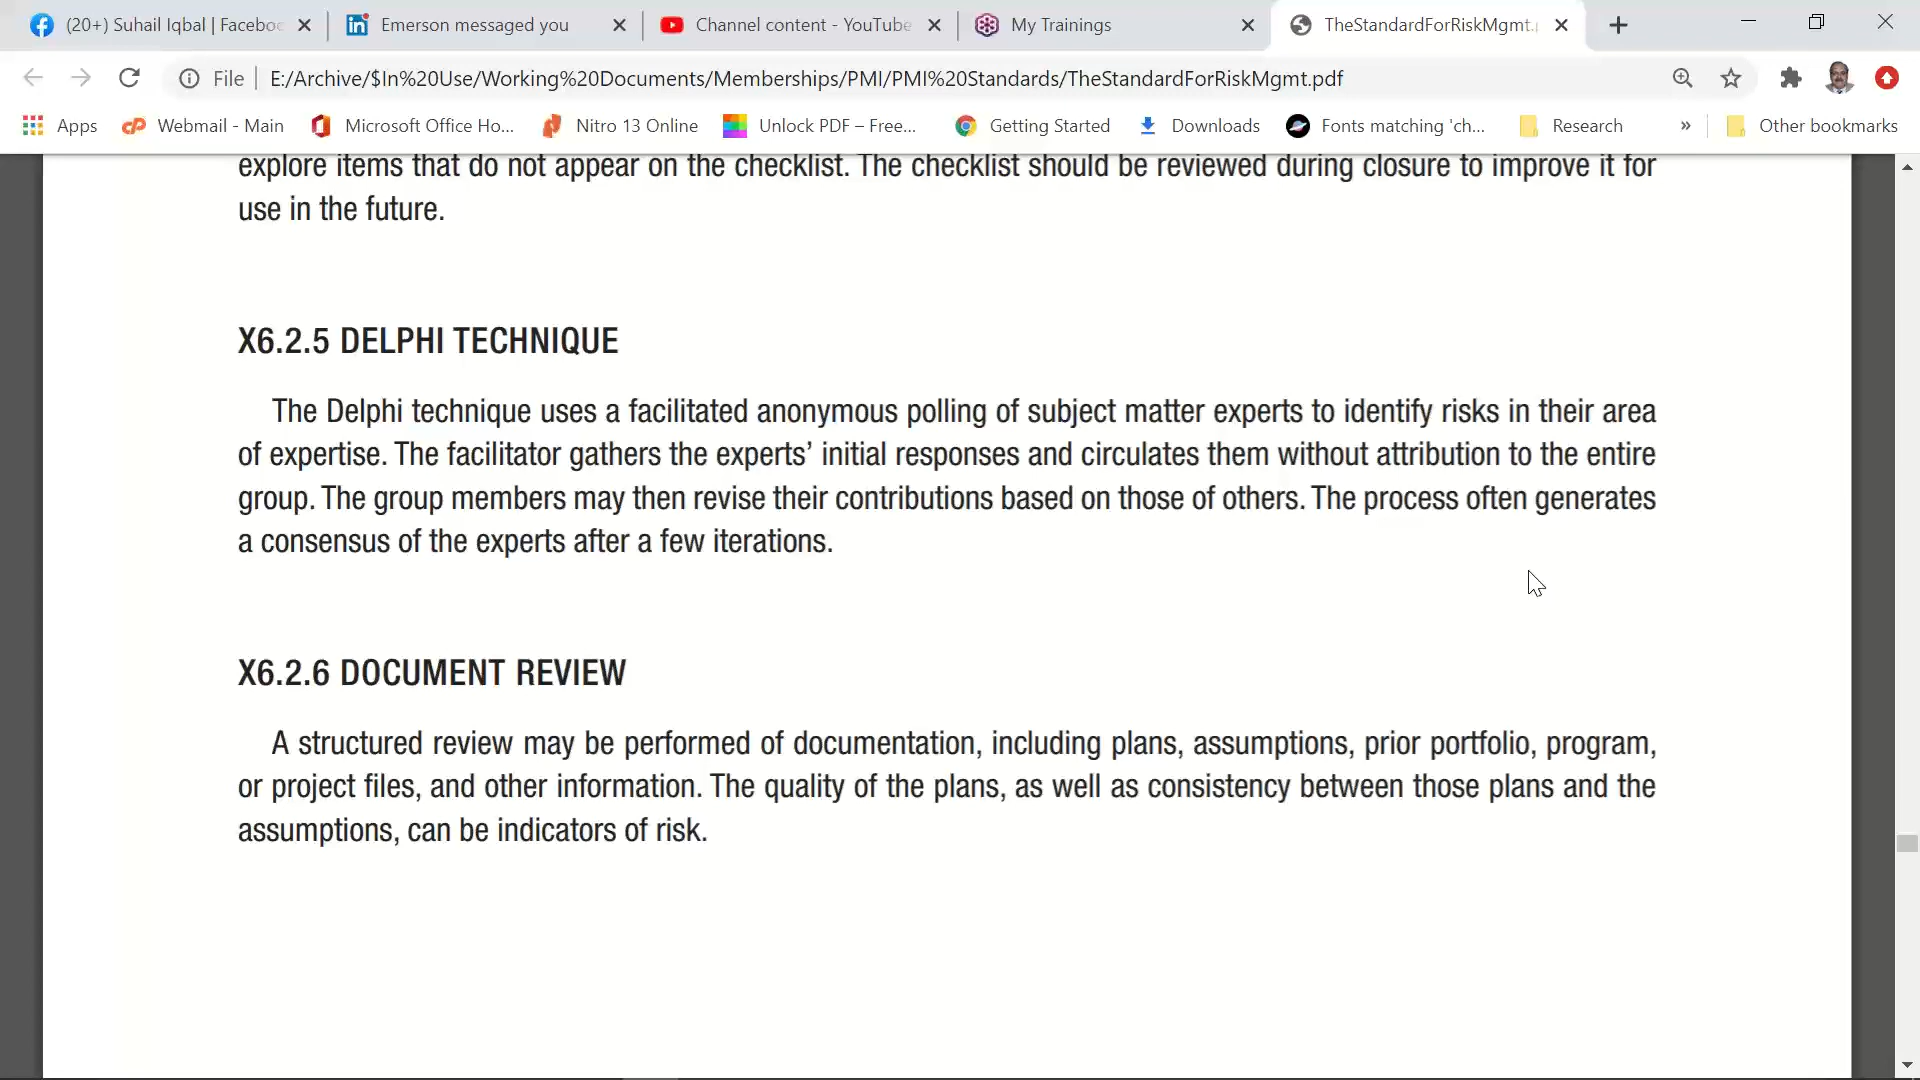 (20+) Suhail Iqbal | Faceboo
Emerson messaged you
Channel content - YouTube
My Trainings
TheStandardForRiskMgmt.
File
E:/Archive/$In%20Use/Working%20Documents/Memberships/PMI/PMI%20Standards/TheStandardForRiskMgmt.pdf
Apps
Webmail - Main
Microsoft Office Ho...
Nitro 13 Online
Unlock PDF – Free...
Getting Started
Downloads
Fonts matching 'ch...
Research
»
Other bookmarks
explore items that do not appear on the checklist. The checklist should be reviewed during closure to improve it for
use in the future.
X6.2.5 DELPHI TECHNIQUE
The Delphi technique uses a facilitated anonymous polling of subject matter experts to identify risks in their area
of expertise. The facilitator gathers the experts’ initial responses and circulates them without attribution to the entire
group. The group members may then revise their contributions based on those of others. The process often generates
a consensus of the experts after a few iterations.
X6.2.6 DOCUMENT REVIEW
A structured review may be performed of documentation, including plans, assumptions, prior portfolio, program,
or project files, and other information. The quality of the plans, as well as consistency between those plans and the
assumptions, can be indicators of risk.